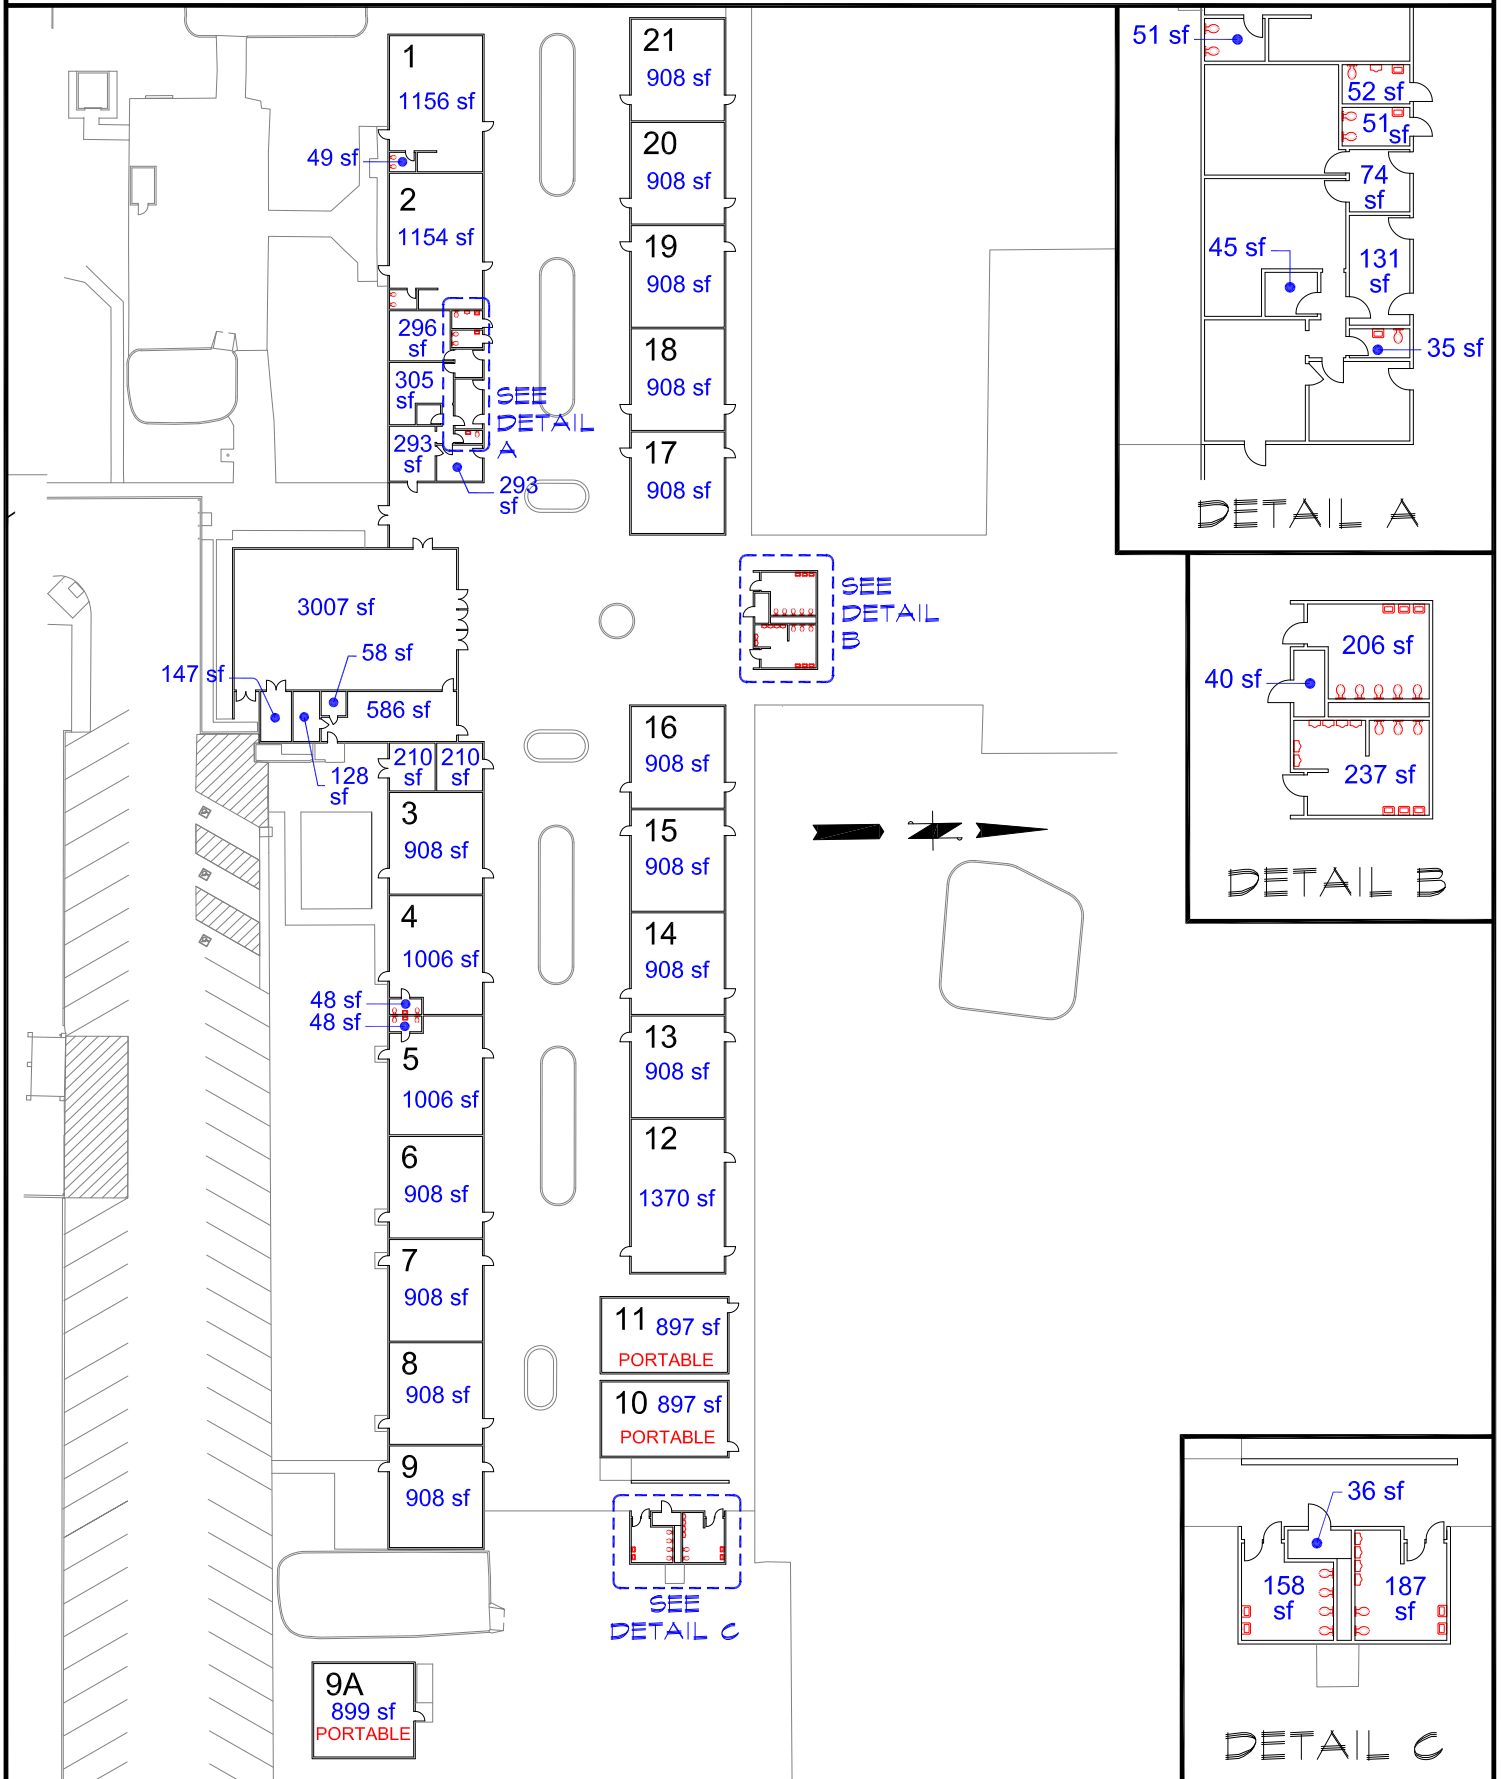 1
1156 sf
49 sf
2
1154 sf
296
sf
305
sf
293
sf
293
sf
SEE
DETAIL
A
3007 sf
58 sf
147 sf
586 sf
128
sf
210
sf
210
sf
3
908 sf
4
1006 sf
48 sf
48 sf
5
1006 sf
6
908 sf
7
908 sf
8
908 sf
9
908 sf
9A
899 sf
PORTABLE
21
908 sf
20
908 sf
19
908 sf
18
908 sf
17
908 sf
SEE
DETAIL
B
16
908 sf
15
908 sf
14
908 sf
13
908 sf
12
1370 sf
11 897 sf
PORTABLE
10 897 sf
PORTABLE
SEE
DETAIL C
51 sf
52 sf
51 sf
74
sf
45 sf
131
sf
35 sf
DETAIL A
206 sf
40 sf
237 sf
DETAIL B
36 sf
158
sf
187
sf
DETAIL C